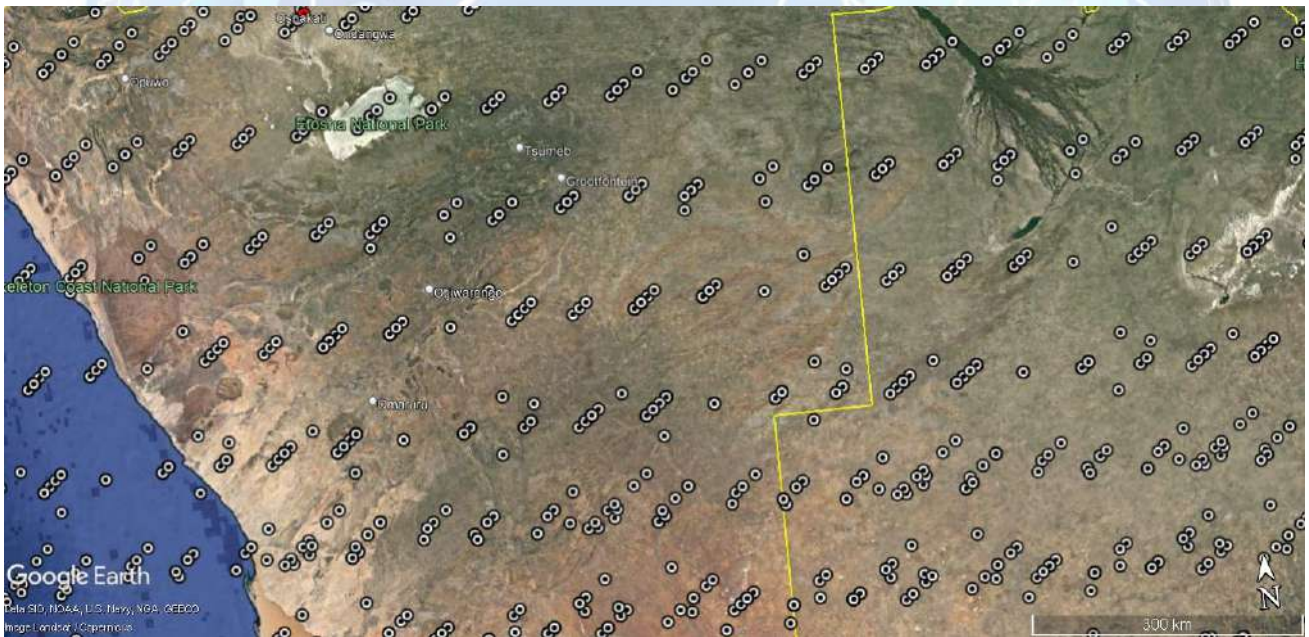 Oshakati
Ondangwa
Opuwo
Etosha National Park
Tsumeb
Grootfontein
keleton Coast National Park
Otjiwarongo
Omaruru
H
Google Earth
Data SIO, NOAA, U.S. Navy, NGA, GEBCO
Image Landsat / Copernicus
N
300 km